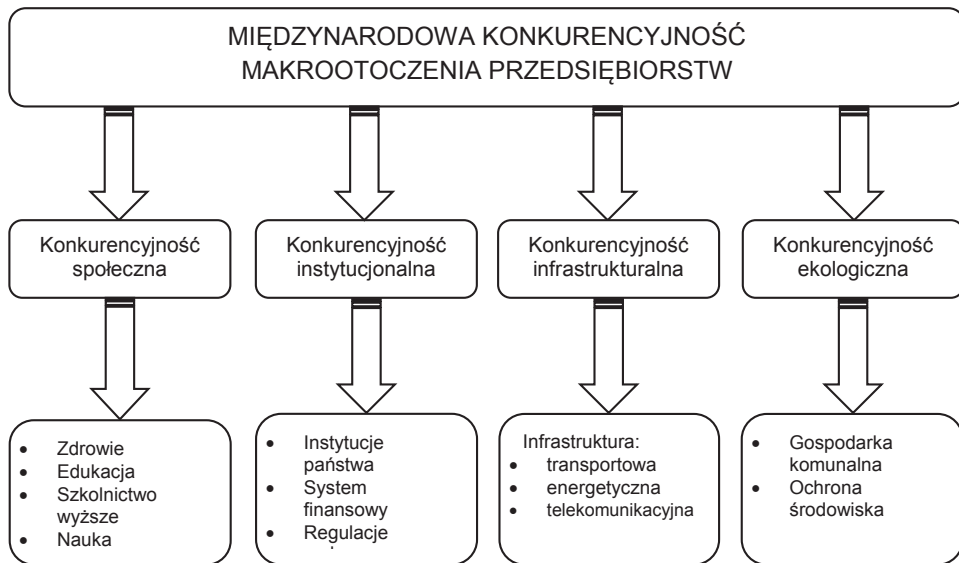 MIĘDZYNARODOWA KONKURENCYJNOŚĆ
MAKROOTOCZENIA PRZEDSIĘBIORSTW
Konkurencyjność
społeczna
Konkurencyjność
instytucjonalna
Konkurencyjność
infrastrukturalna
Konkurencyjność
ekologiczna
• Zdrowie
• Edukacja
• Szkolnictwo
wyższe
• Nauka
• Instytucje
państwa
• System
finansowy
• Regulacje
Infrastruktura:
• transportowa
• energetyczna
• telekomunikacyjna
• Gospodarka
komunalna
• Ochrona
środowiska